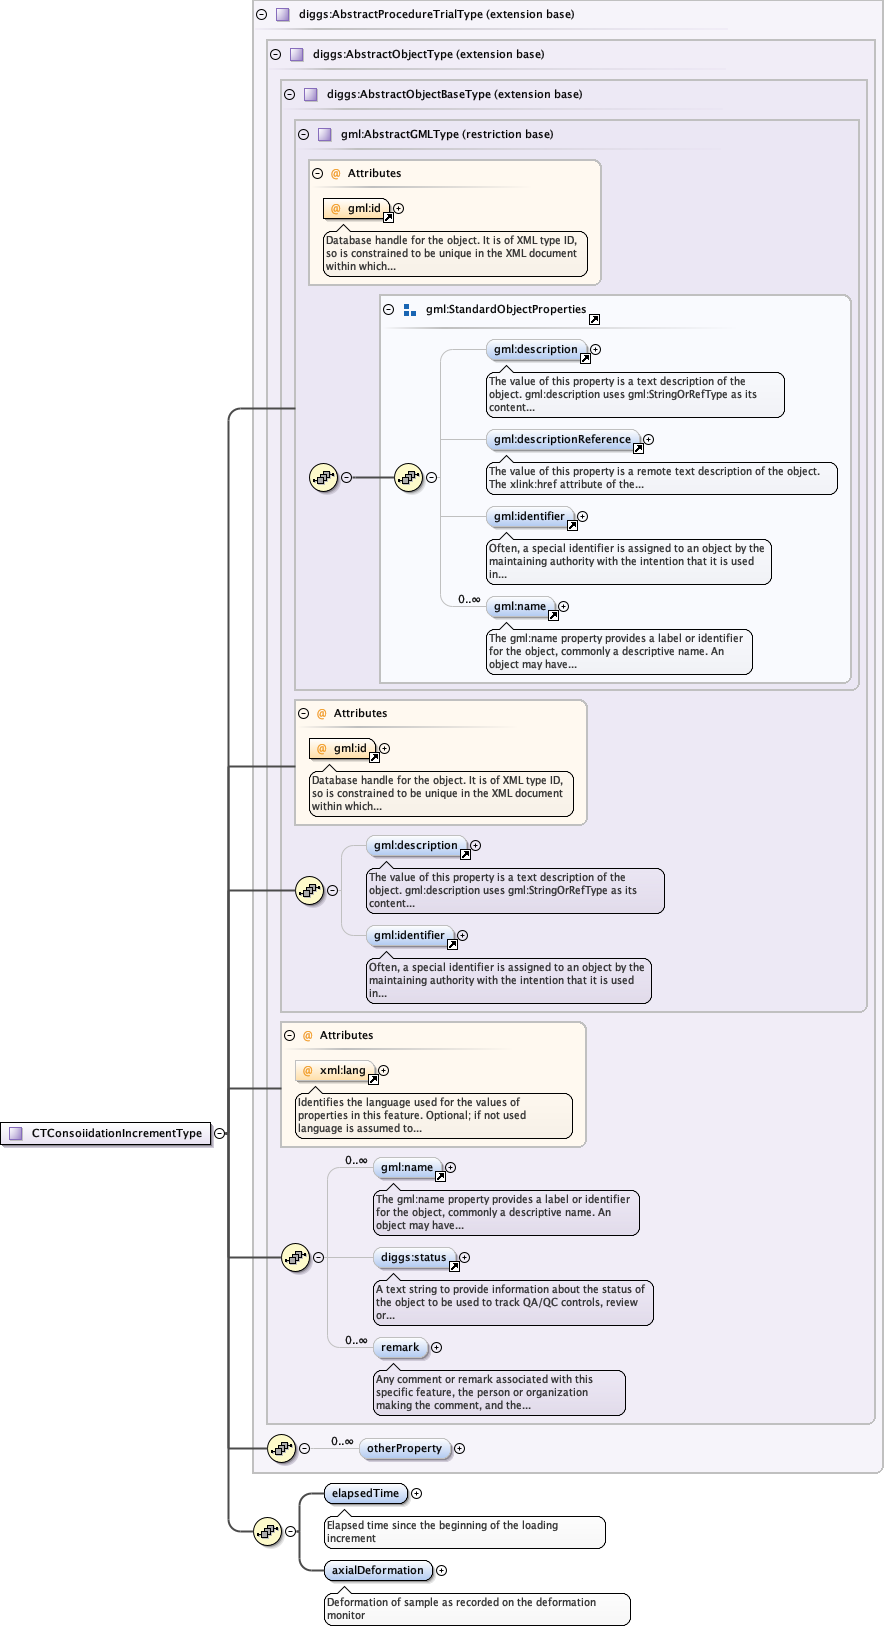 diggs:AbstractProcedureTrialType (extension base)
diggs:AbstractObjectType (extension base)
diggs:AbstractObjectBaseType (extension base)
gml:AbstractGMLType (restriction base)
@ Attributes
@ gml:id
Database handle for the object. It is of XML type ID,
so is constrained to be unique in the XML document
within which...
gml:StandardObjectProperties
gml:description
The value of this property is a text description of the
object. gml:description uses gml:StringOrRefType as its
content...
gml:descriptionReference
The value of this property is a remote text description of the object.
The xlink:href attribute of the...
gml:identifier
Often, a special identifier is assigned to an object by the
maintaining authority with the intention that it is used
in...
0..∞
gml:name
The gml:name property provides a label or identifier
for the object, commonly a descriptive name. An
object may have...
@ Attributes
@ gml:id
Database handle for the object. It is of XML type ID,
so is constrained to be unique in the XML document
within which...
gml:description
The value of this property is a text description of the
object. gml:description uses gml:StringOrRefType as its
content...
gml:identifier
Often, a special identifier is assigned to an object by the
maintaining authority with the intention that it is used
in...
@ Attributes
@ xml:lang
Identifies the language used for the values of
properties in this feature. Optional; if not used
language is assumed to...
CTConsoiidationIncrementType
0..∞
gml:name
The gml:name property provides a label or identifier
for the object, commonly a descriptive name. An
object may have...
diggs:status
A text string to provide information about the status of
the object to be used to track QA/QC controls, review
or...
0..∞
remark
Any comment or remark associated with this
specific feature, the person or organization
making the comment, and the...
0..∞
otherProperty
elapsedTime
Elapsed time since the beginning of the loading
increment
axialDeformation
Deformation of sample as recorded on the deformation
monitor